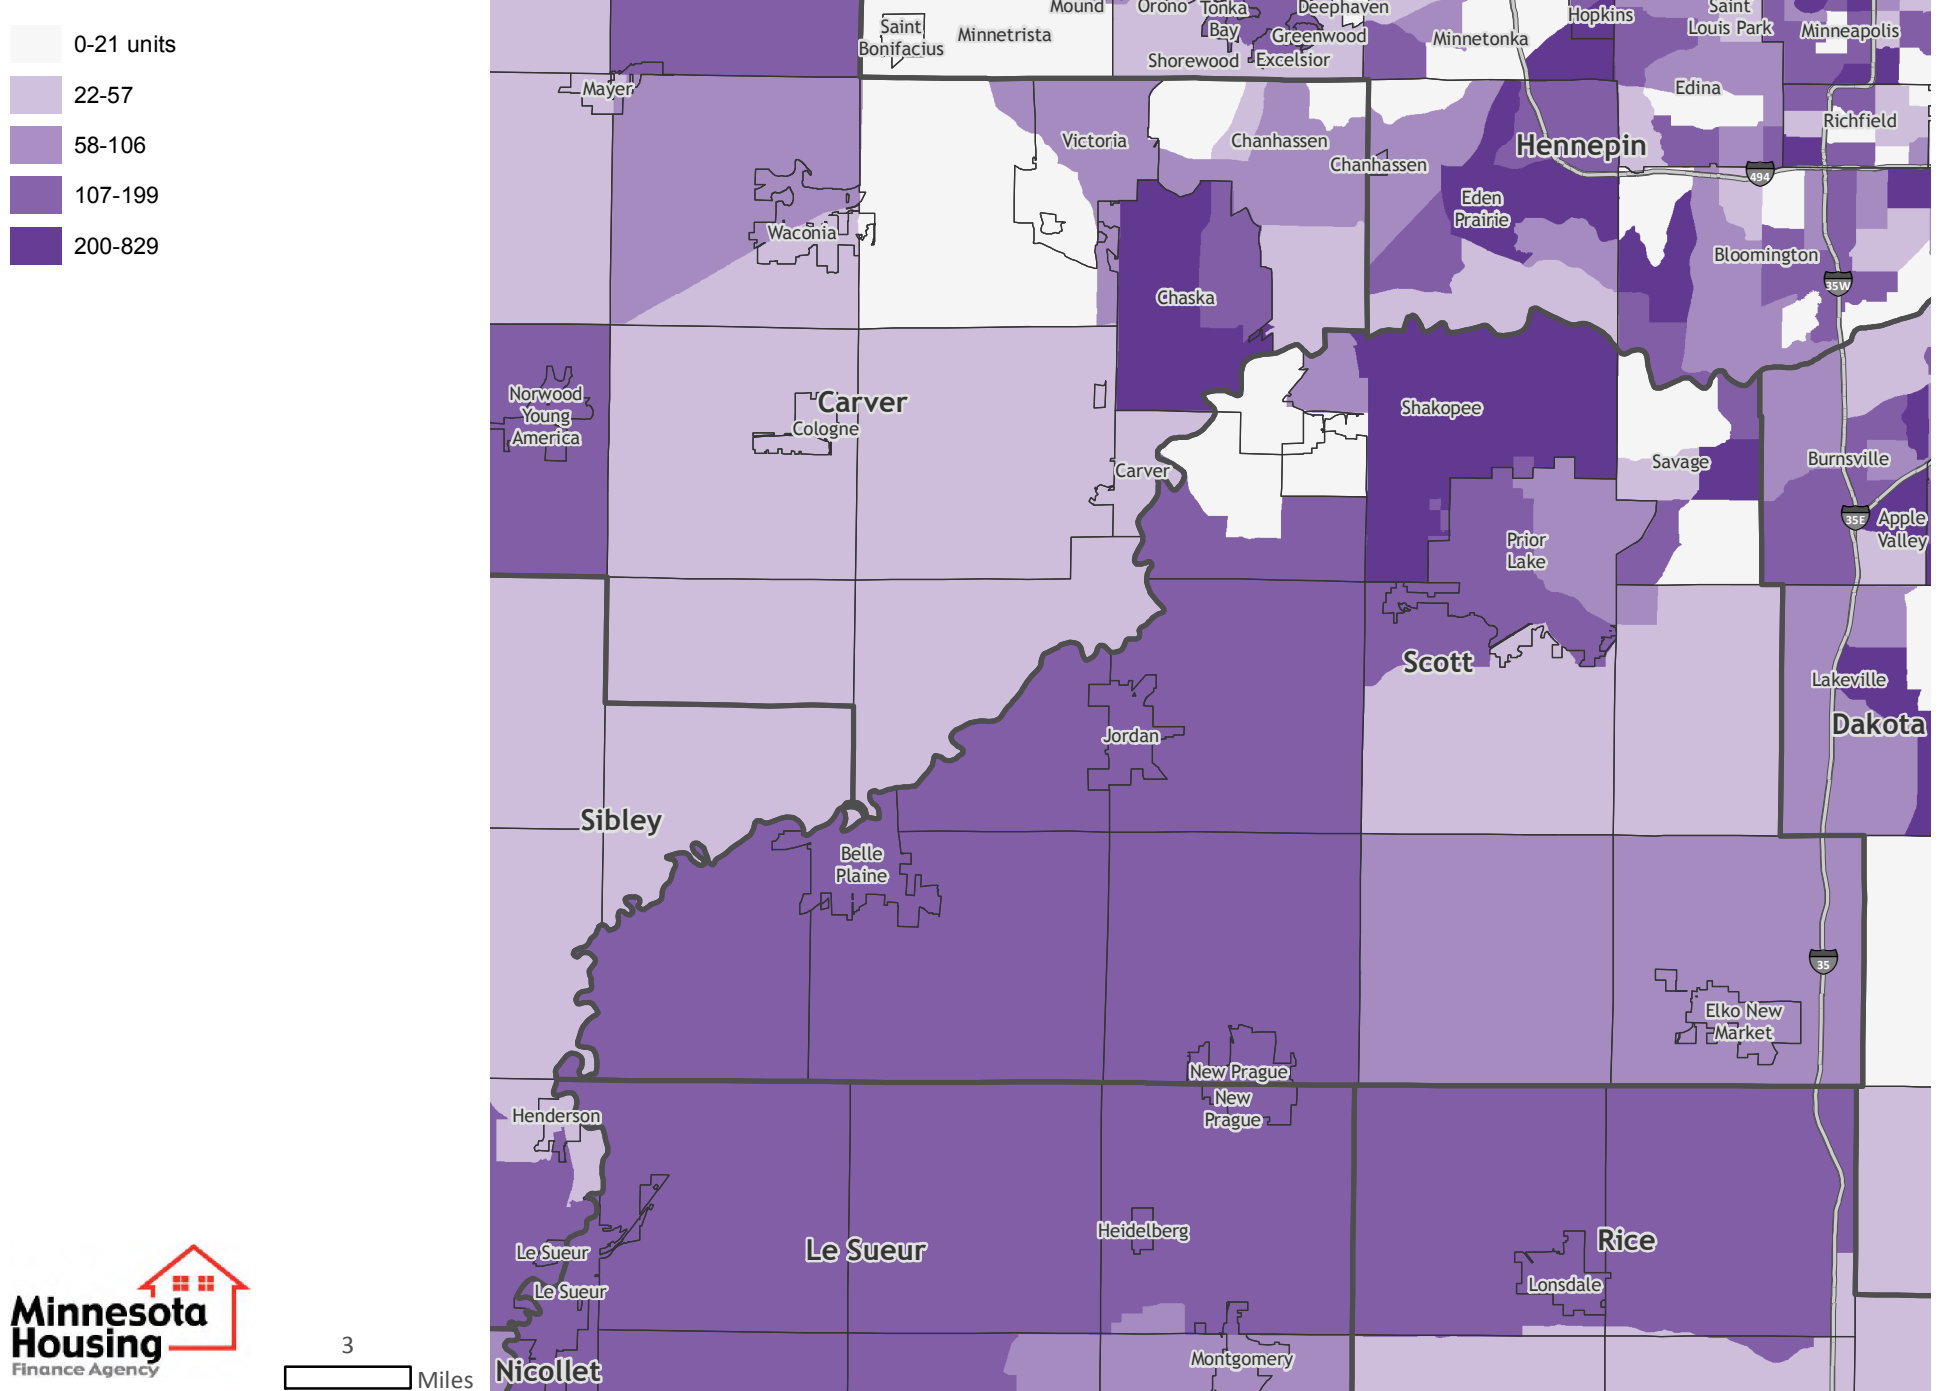 0-21 units
22-57
58-106
107-199
200-829
Mound
Orono
Tonka
Bay
Deephaven
Greenwood
Shorewood
Excelsior
Saint
Bonifacius
Minnetrista
Minnetonka
Hopkins
Saint
Louis Park
Minneapolis
Mayer
Edina
Richfield
Victoria
Chanhassen
Chanhassen
Hennepin
494
Eden
Prairie
Waconia
Bloomington
35W
Chaska
Norwood
Young
America
Carver
Cologne
Shakopee
Carver
Savage
Burnsville
35E
Apple
Valley
Prior
Lake
Scott
Lakeville
Dakota
Jordan
Sibley
Belle
Plaine
35
Elko New
Market
New Prague
New
Prague
Henderson
Heidelberg
Le Sueur
Le Sueur
Rice
Le Sueur
Lonsdale
Montgomery
Nicollet
Minnesota
Housing
Finance Agency
3
Miles